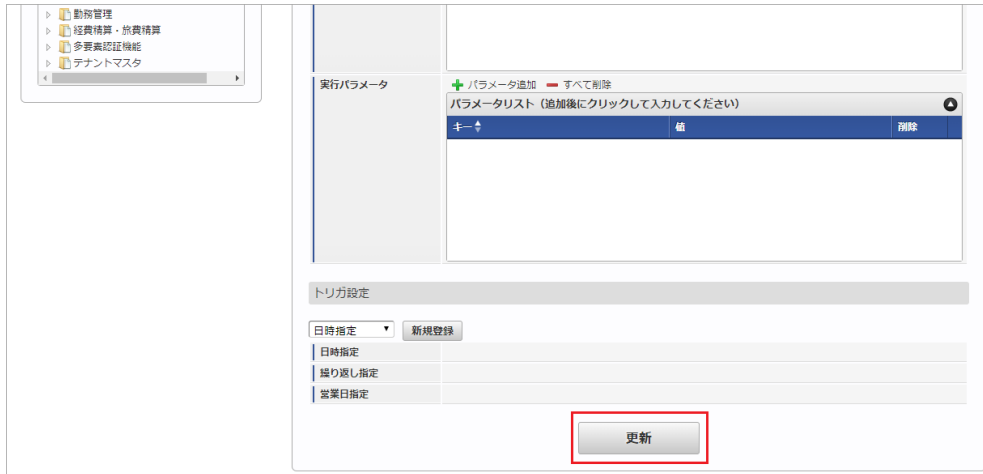 勤務管理
経費精算・旅費精算
多要素認証機能
テナントマスタ
実行パラメータ
パラメータ追加 すべて削除
パラメータリスト（追加後にクリックして入力してください）
キー 値 削除
トリガ設定
日時指定 新規登録
日時指定
繰り返し指定
営業日指定
更新